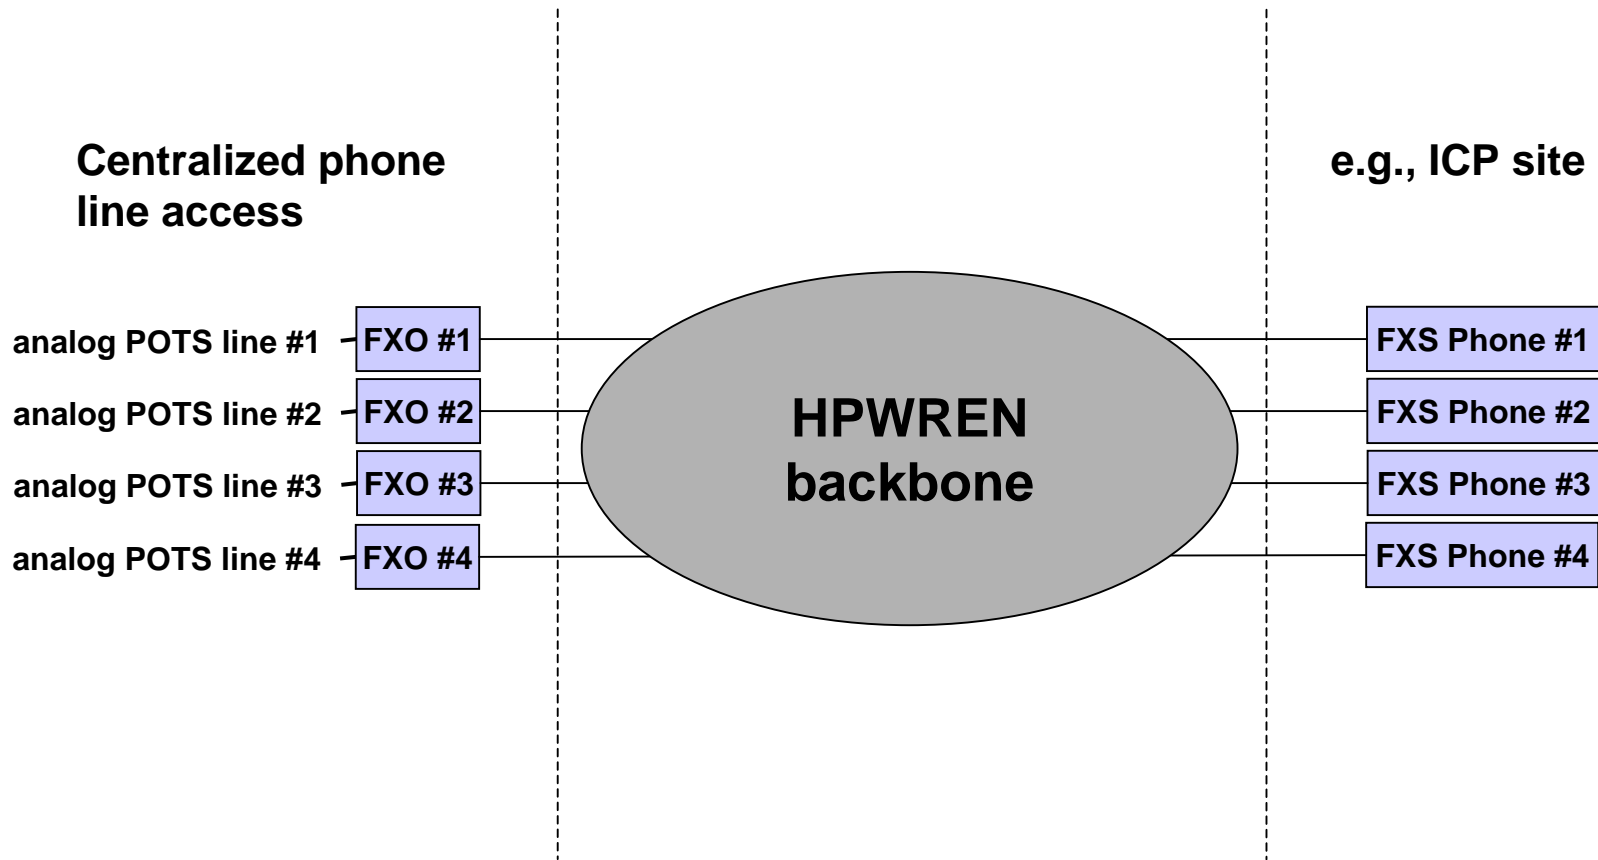 Centralized phone
line access
e.g., ICP site
analog POTS line #1
FXO #1
FXS Phone #1
analog POTS line #2
FXO #2
FXS Phone #2
analog POTS line #3
FXO #3
FXS Phone #3
analog POTS line #4
FXO #4
FXS Phone #4
HPWREN
backbone